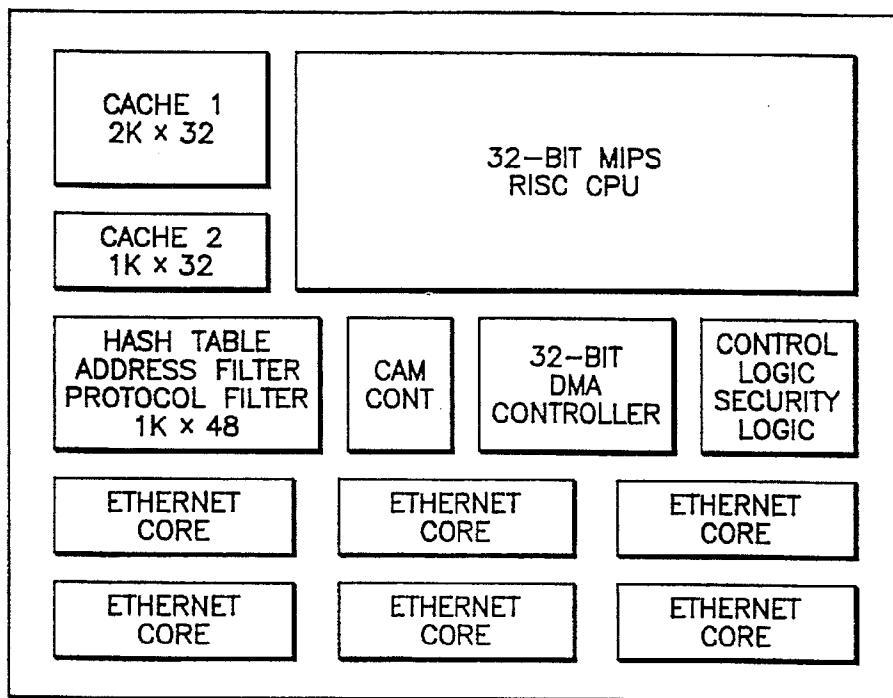 CACHE 1
2K × 32
32-BIT MIPS
RISC CPU
CACHE 2
1K × 32
HASH TABLE
ADDRESS FILTER
PROTOCOL FILTER
1K × 48
CAM
CONT
32-BIT
DMA
CONTROLLER
CONTROL
LOGIC
SECURITY
LOGIC
ETHERNET
CORE
ETHERNET
CORE
ETHERNET
CORE
ETHERNET
CORE
ETHERNET
CORE
ETHERNET
CORE